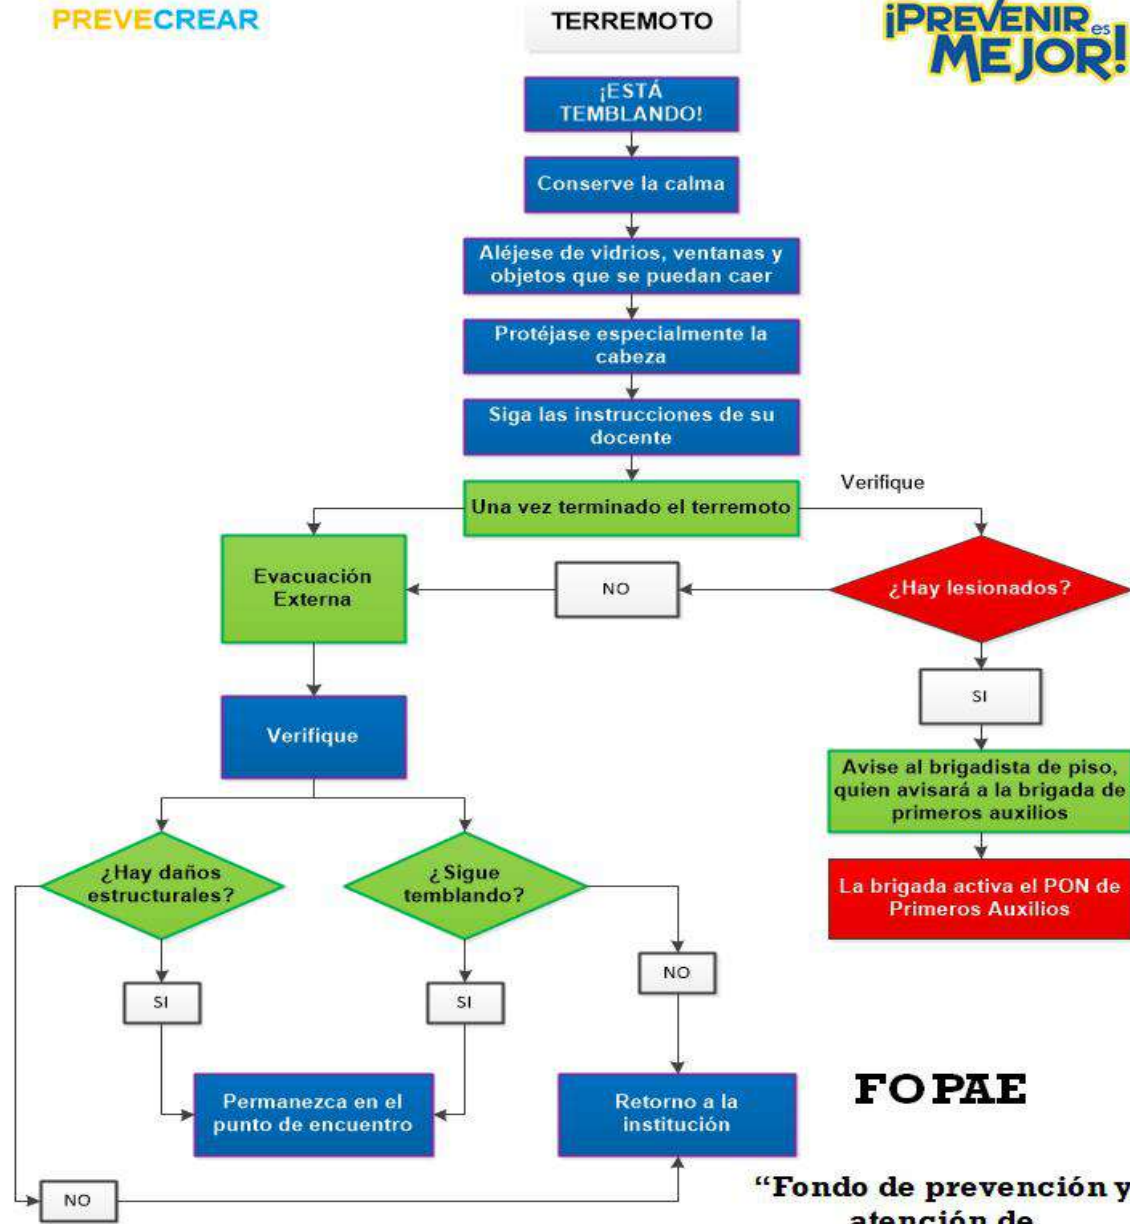 PREVECREAR
TERREMOTO
¡PREVENIR es
MEJOR!
¡ESTÁ
TEMBLANDO!
Conserve la calma
Aléjese de vidrios, ventanas y
objetos que se puedan caer
Protéjase especialmente la
cabeza
Siga las instrucciones de su
docente
Verifique
Una vez terminado el terremoto
Evacuación
Externa
NO
¿Hay lesionados?
SI
Verifique
Avise al brigadista de piso,
quien avisará a la brigada de
primeros auxilios
¿Hay daños
estructurales?
¿Sigue
temblando?
La brigada activa el PON de
Primeros Auxilios
NO
SI
SI
Permanezca en el
punto de encuentro
Retorno a la
institución
FOPAE
NO
“Fondo de prevención y
atención de